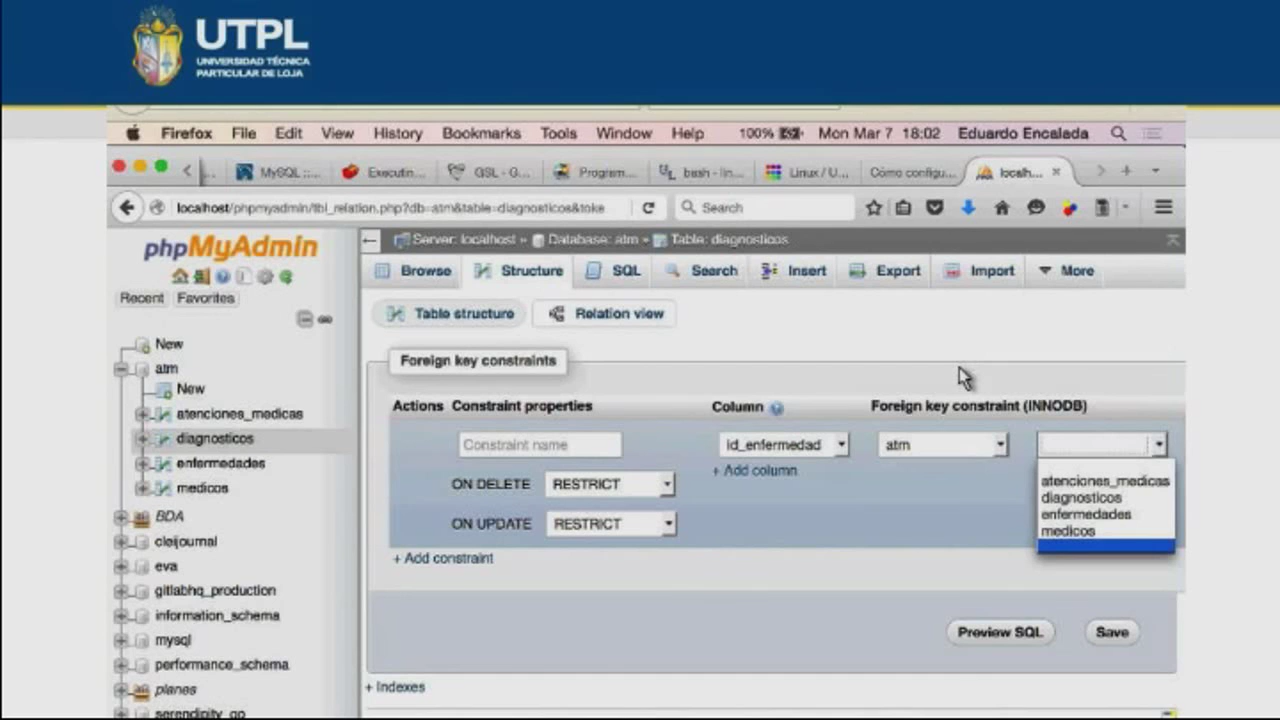 UTPL
UNIVERSIDAD TÉCNICA
PARTICULAR DE LOJA
Firefox File Edit View History Bookmarks Tools Window Help 100% Mon Mar 7 18:02 Eduardo Encalada
MySQL ::... Executin... GSL - G... Program... bash - lin... Linux / U... Cómo configu... localh...
localhost/phpmyadmin/tbl_relation.php?db=atm&table=diagnosticos&toke Search
phpMyAdmin
Recent Favorites
New
atm
New
atenciones_medicas
diagnosticos
enfermedades
medicos
BDA
cleijournal
eva
gitlabhq_production
information_schema
mysql
performance_schema
planes
serendipity_gp
Server: localhost » Database: atm » Table: diagnosticos
Browse Structure SQL Search Insert Export Import More
Table structure Relation view
Foreign key constraints
Actions Constraint properties Column Foreign key constraint (INNODB)
Constraint name id_enfermedad atm
+ Add column
ON DELETE RESTRICT
ON UPDATE RESTRICT
atenciones_medicas
diagnosticos
enfermedades
medicos
+ Add constraint
Preview SQL Save
+ Indexes